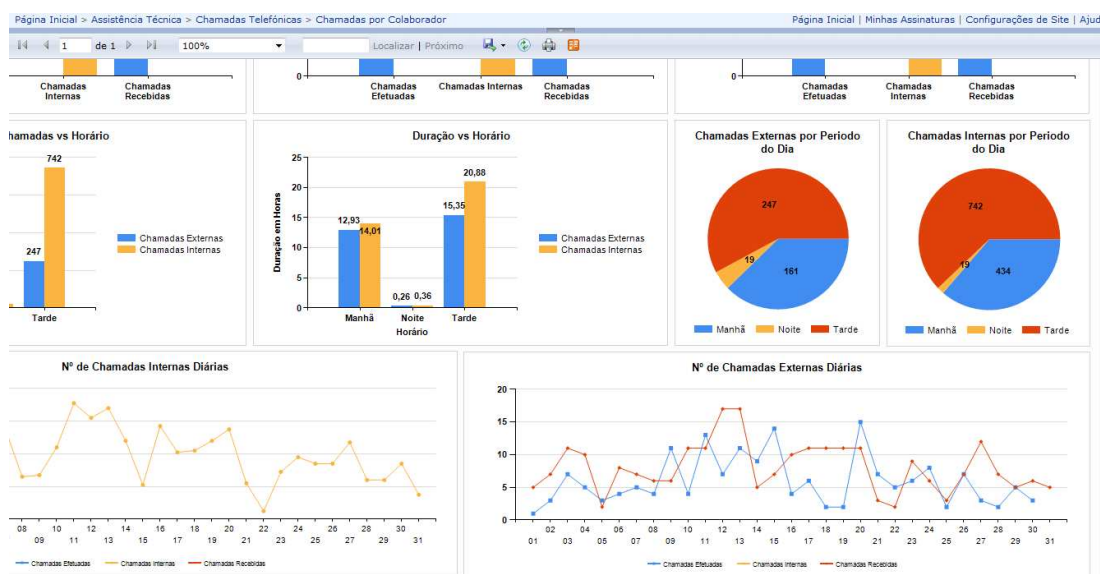 Página Inicial > Assistência Técnica > Chamadas Telefónicas > Chamadas por Colaborador
Página Inicial | Minhas Assinaturas | Configurações de Site | Ajud
1 de 1 100% Localizar | Próximo
Chamadas Internas
Chamadas Recebidas
0
Chamadas Efetuadas
Chamadas Internas
Chamadas Recebidas
0
Chamadas Efetuadas
Chamadas Internas
Chamadas Recebidas
hamadas vs Horário
742
247
Tarde
Chamadas Externas
Chamadas Internas
Duração vs Horário
Duração em Horas
25
20
15
10
5
0
12,93
14,01
0,26 0,36
15,35
20,88
Manhã Noite Tarde
Horário
Chamadas Externas
Chamadas Internas
Chamadas Externas por Periodo
do Dia
247
19
161
Manhã Noite Tarde
Chamadas Internas por Periodo
do Dia
742
19
434
Manhã Noite Tarde
Nº de Chamadas Internas Diárias
08 10 12 14 16 18 20 22 24 26 28 30
09 11 13 15 17 19 21 23 25 27 29 31
Chamadas Efetuadas Chamadas Internas Chamadas Recebidas
Nº de Chamadas Externas Diárias
20
15
10
5
0
02 04 06 08 10 12 14 16 18 20 22 24 26 28 30
01 03 05 07 09 11 13 15 17 19 21 23 25 27 29 31
Chamadas Efetuadas Chamadas Internas Chamadas Recebidas